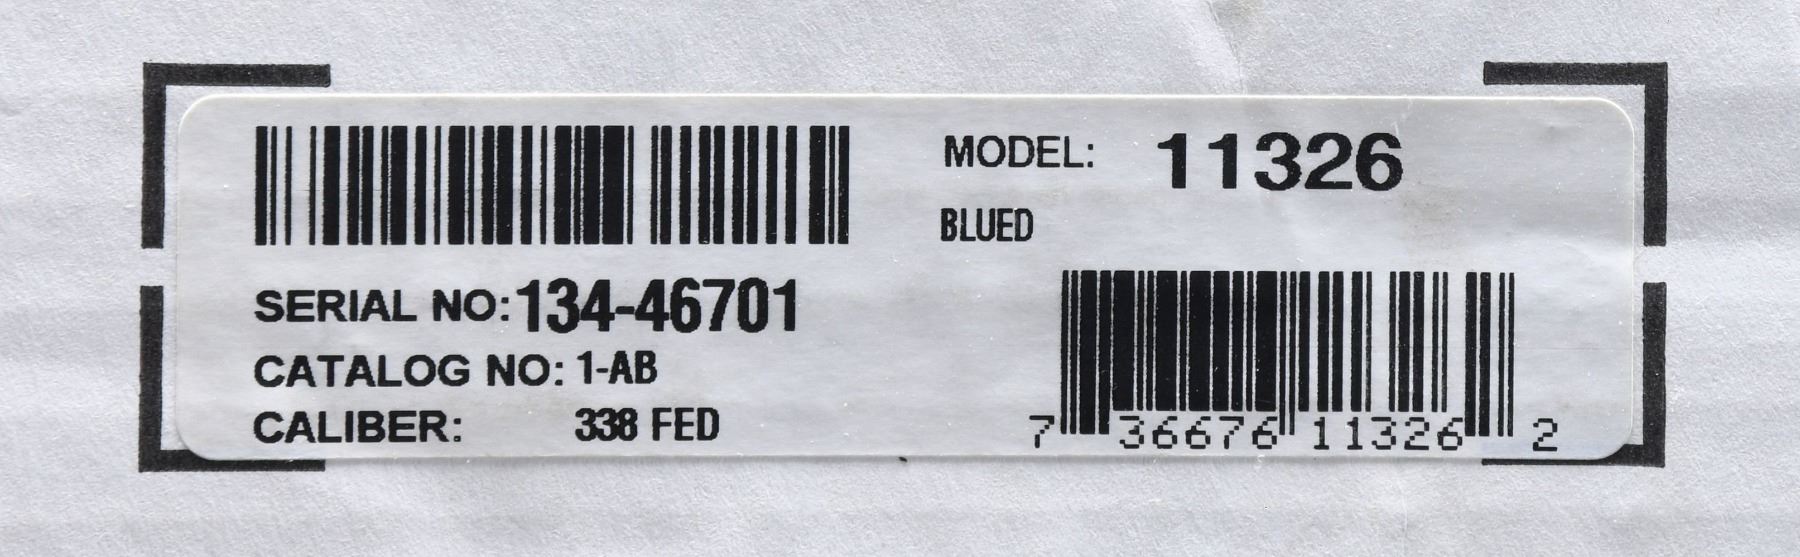 MODEL: 11326
BLUED
SERIAL NO: 134-46701
CATALOG NO: 1-AB
CALIBER: 338 FED
7 36676 11326 2